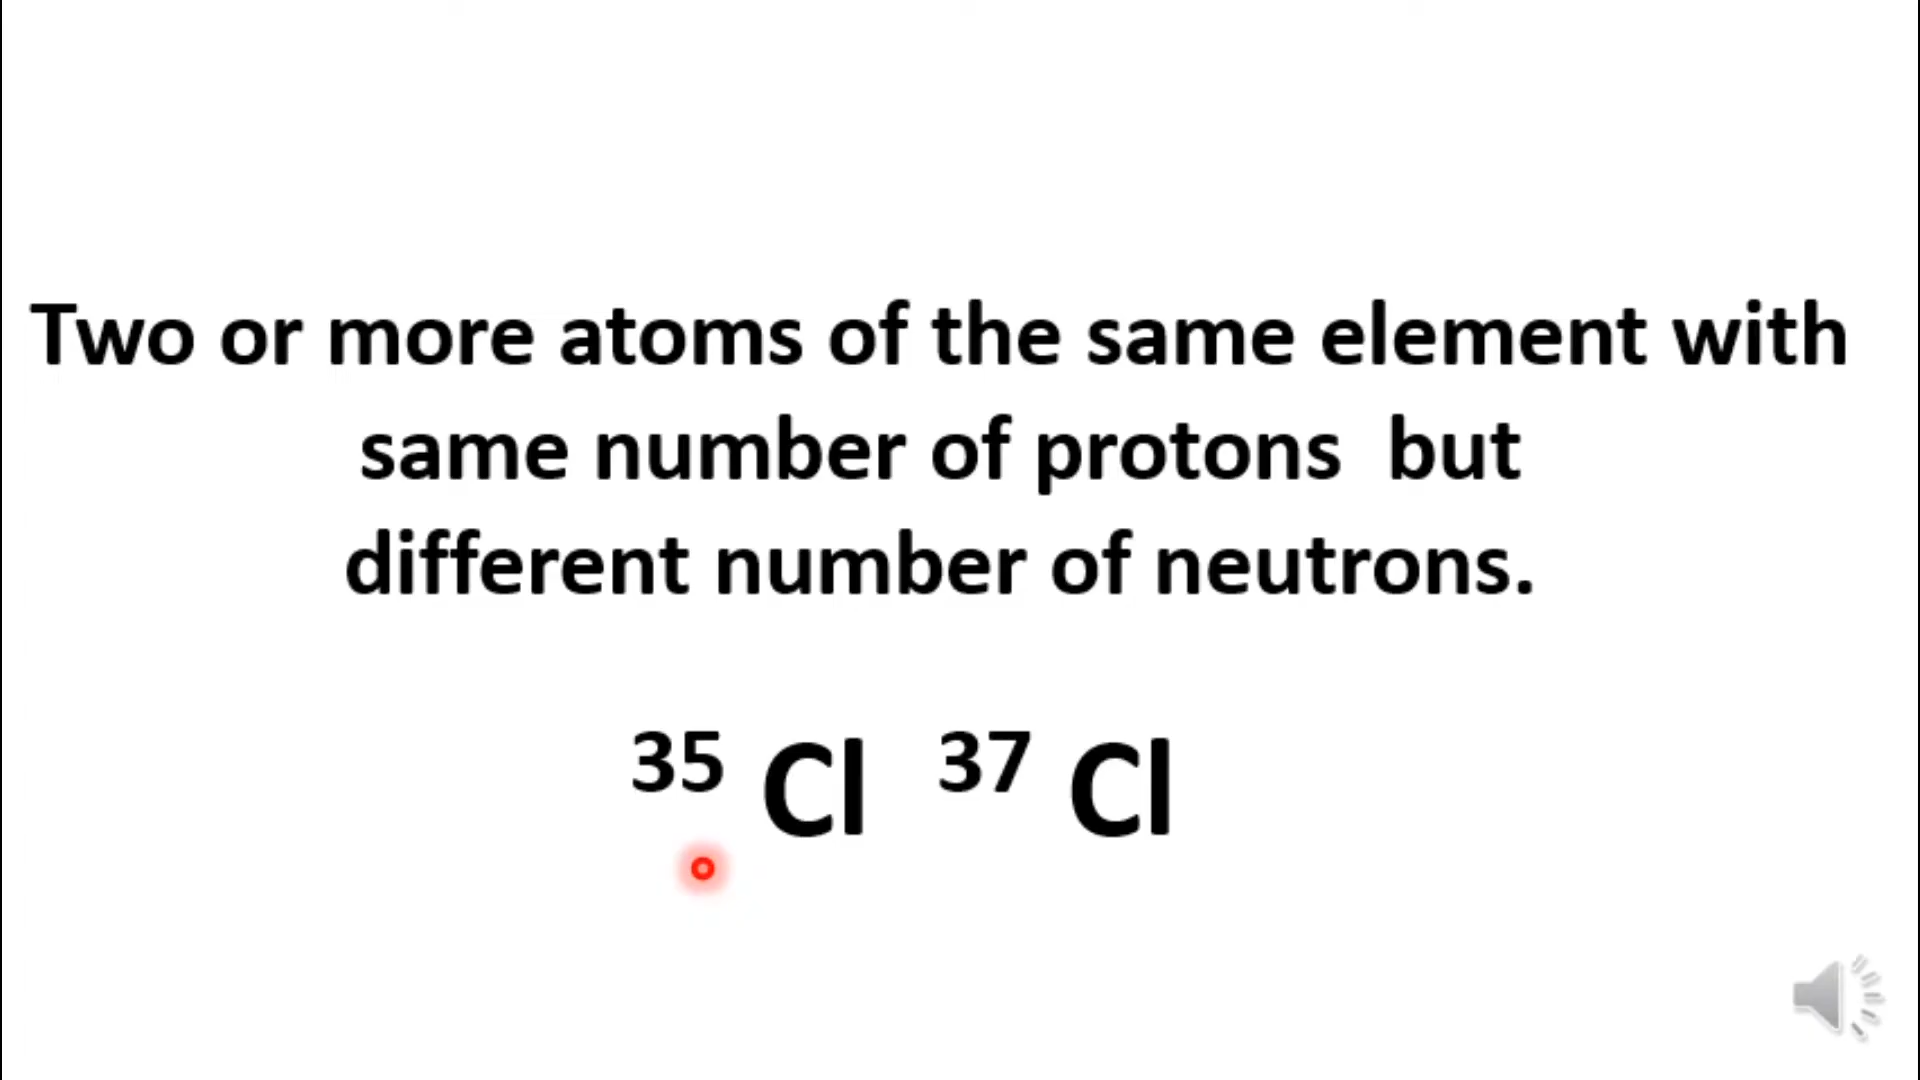 Two or more atoms of the same element with
same number of protons but
different number of neutrons.
³⁵ Cl ³⁷ Cl